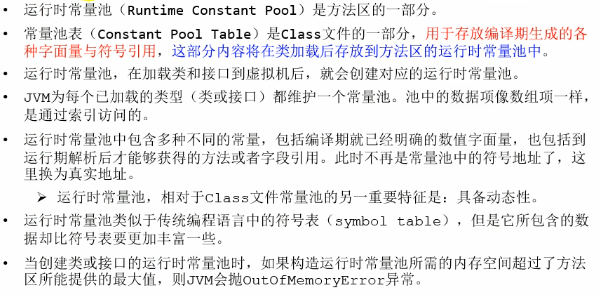 • 运行时常量池（Runtime Constant Pool）是方法区的一部分。
• 常量池表（Constant Pool Table）是Class文件的一部分，用于存放编译期生成的各
种字面量与符号引用，这部分内容将在类加载后存放到方法区的运行时常量池中。
• 运行时常量池，在加载类和接口到虚拟机后，就会创建对应的运行时常量池。
• JVM为每个已加载的类型（类或接口）都维护一个常量池。池中的数据项像数组项一样，
是通过索引访问的。
• 运行时常量池中包含多种不同的常量，包括编译期就已经明确的数值字面量，也包括到
运行期解析后才能够获得的方法或者字段引用。此时不再是常量池中的符号地址了，这
里换为真实地址。
➢ 运行时常量池，相对于Class文件常量池的另一重要特征是：具备动态性。
• 运行时常量池类似于传统编程语言中的符号表（symbol table），但是它所包含的数
据却比符号表要更加丰富一些。
• 当创建类或接口的运行时常量池时，如果构造运行时常量池所需的内存空间超过了方法
区所能提供的最大值，则JVM会抛OutOfMemoryError异常。